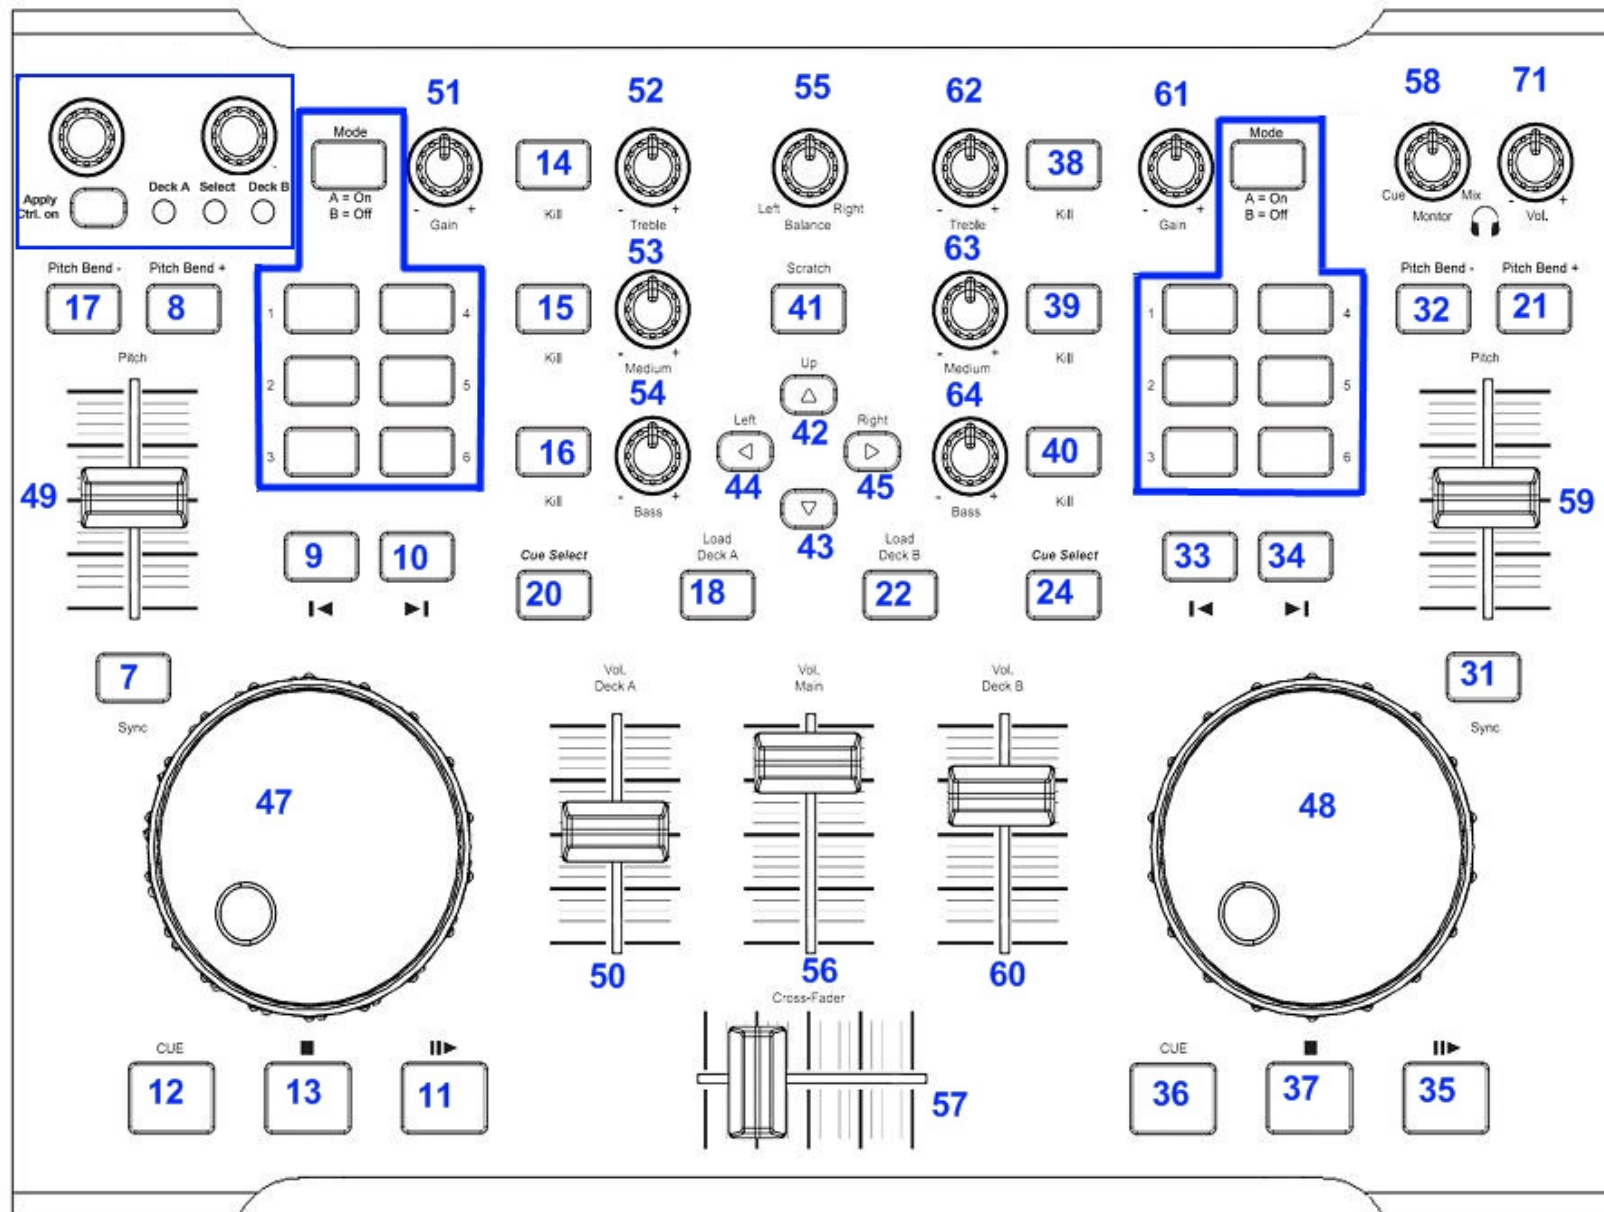 51
52
55
62
61
58
71
Mode
Mode
14
38
A = On
B = Off
A = On
B = Off
Apply
Ctrl. on
Deck A
Select
Deck B
- +
Gain
Kill
- +
Treble
Left Right
Balance
- +
Treble
Kill
- +
Gain
Cue Mix
Montor
- +
Vol.
53
63
Pitch Bend -
Pitch Bend +
Scratch
Pitch Bend -
Pitch Bend +
17
8
1
4
15
41
39
1
4
32
21
Pitch
Kill
- +
Medium
Up
- +
Medium
Kill
Pitch
2
5
54
64
2
5
Left
42
Right
3
6
16
40
3
6
49
44
45
59
Kill
- +
Bass
43
- +
Bass
Kill
9
10
Cue Select
Load
Deck A
Load
Deck B
Cue Select
33
34
20
18
22
24
7
Vol.
Deck A
Vol.
Main
Vol.
Deck B
31
Sync
Sync
47
48
50
56
60
Cross-Fader
CUE
CUE
12
13
11
57
36
37
35